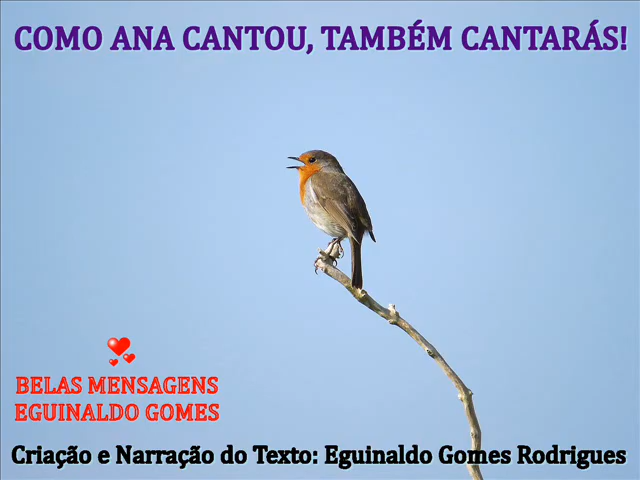 COMO ANA CANTOU, TAMBÉM CANTARÁS!
BELAS MENSAGENS
EGUINALDO GOMES
Criação e Narração do Texto: Eguinaldo Gomes Rodrigues